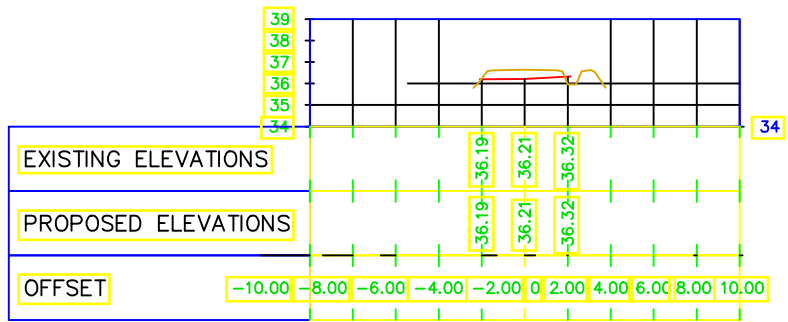 39
38
37
36
35
34 34
EXISTING ELEVATIONS 36.19 36.21 36.32
PROPOSED ELEVATIONS 36.19 36.21 36.32
OFFSET -10.00 -8.00 -6.00 -4.00 -2.00 0 2.00 4.00 6.00 8.00 10.00